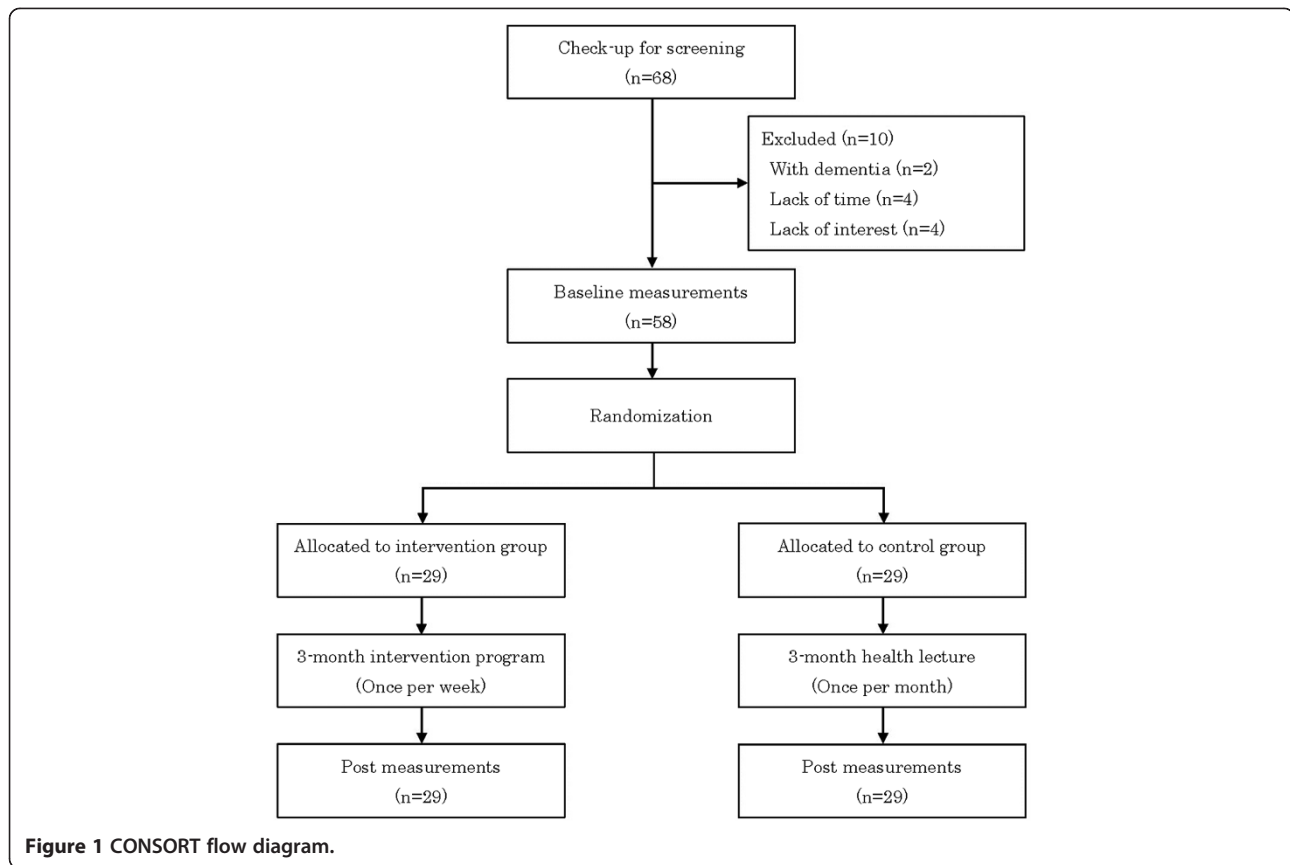 Check-up for screening
(n=68)
Excluded (n=10)
With dementia (n=2)
Lack of time (n=4)
Lack of interest (n=4)
Baseline measurements
(n=58)
Randomization
Allocated to intervention group
(n=29)
Allocated to control group
(n=29)
3-month intervention program
(Once per week)
3-month health lecture
(Once per month)
Post measurements
(n=29)
Post measurements
(n=29)
Figure 1 CONSORT flow diagram.